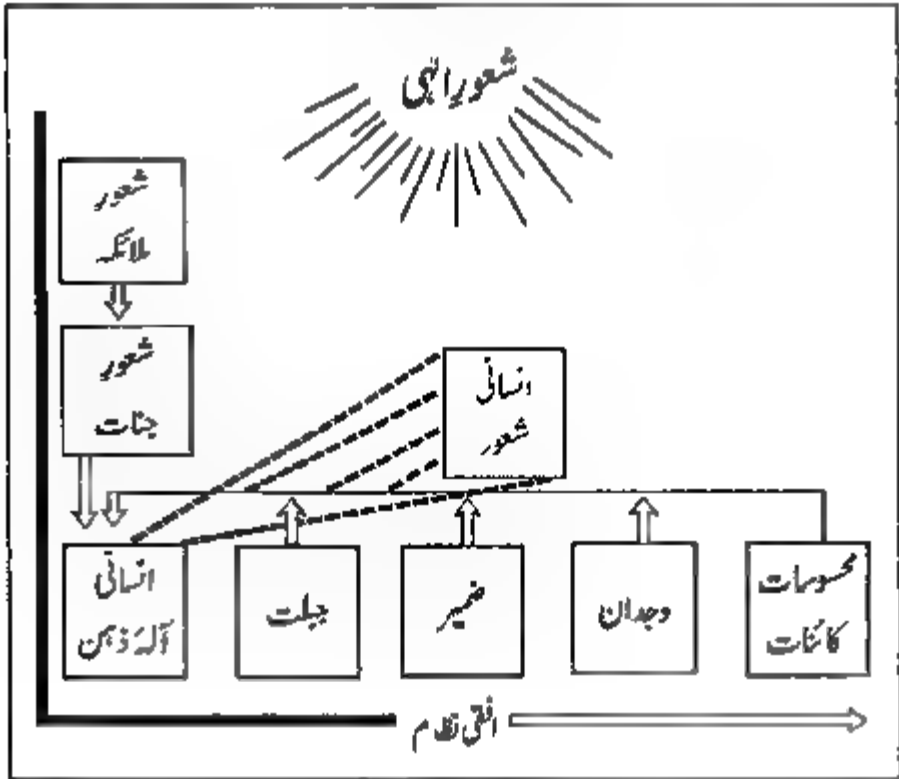 شعورِ الٰہی
شعورِ
ملائکہ
شعورِ
جنات
انسانی
شعور
انسانی
آلۂ ذہن
جبلت
ضمیر
وجدان
محسوسات
کائنات
افقی نظام